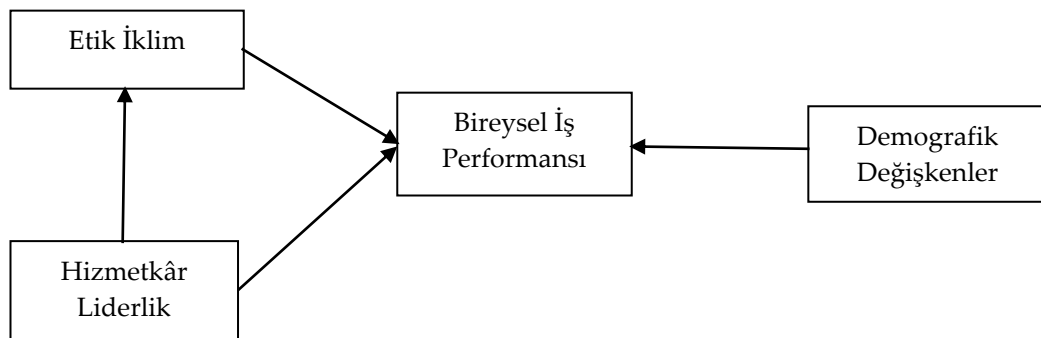 Etik İklim
Bireysel İş
Performansı
Demografik
Değişkenler
Hizmetkâr
Liderlik